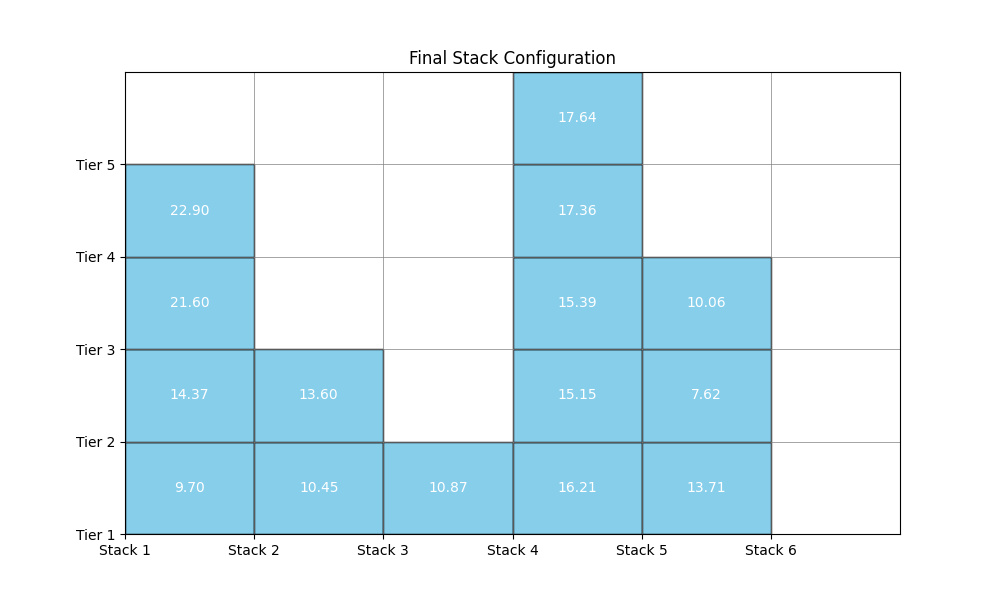 Final Stack Configuration
17.64
Tier 5
22.90 17.36
Tier 4
21.60 15.39 10.06
Tier 3
14.37 13.60 15.15 7.62
Tier 2
9.70 10.45 10.87 16.21 13.71
Tier 1
Stack 1 Stack 2 Stack 3 Stack 4 Stack 5 Stack 6